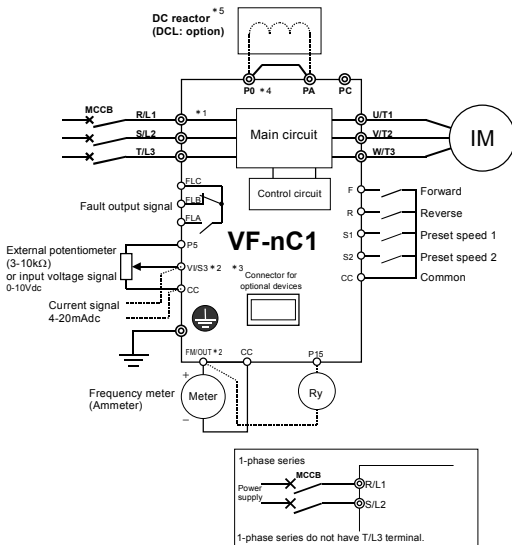 DC reactor *5
(DCL: option)
P0 *4 PA PC
MCCB
R/L1 *1
S/L2
T/L3
Main circuit
Control circuit
U/T1
V/T2
W/T3
IM
FLC
FLB
FLA
Fault output signal
VF-nC1
F Forward
R Reverse
S1 Preset speed 1
S2 Preset speed 2
CC Common
P5
External potentiometer
(3-10kΩ)
or input voltage signal
0-10Vdc
VI/S3 *2 *3
CC
Current signal
4-20mAdc
Connector for
optional devices
FM/OUT *2 CC P15
+
Frequency meter
(Ammeter)
Meter
−
Ry
1-phase series
MCCB
Power
supply
R/L1
S/L2
1-phase series do not have T/L3 terminal.